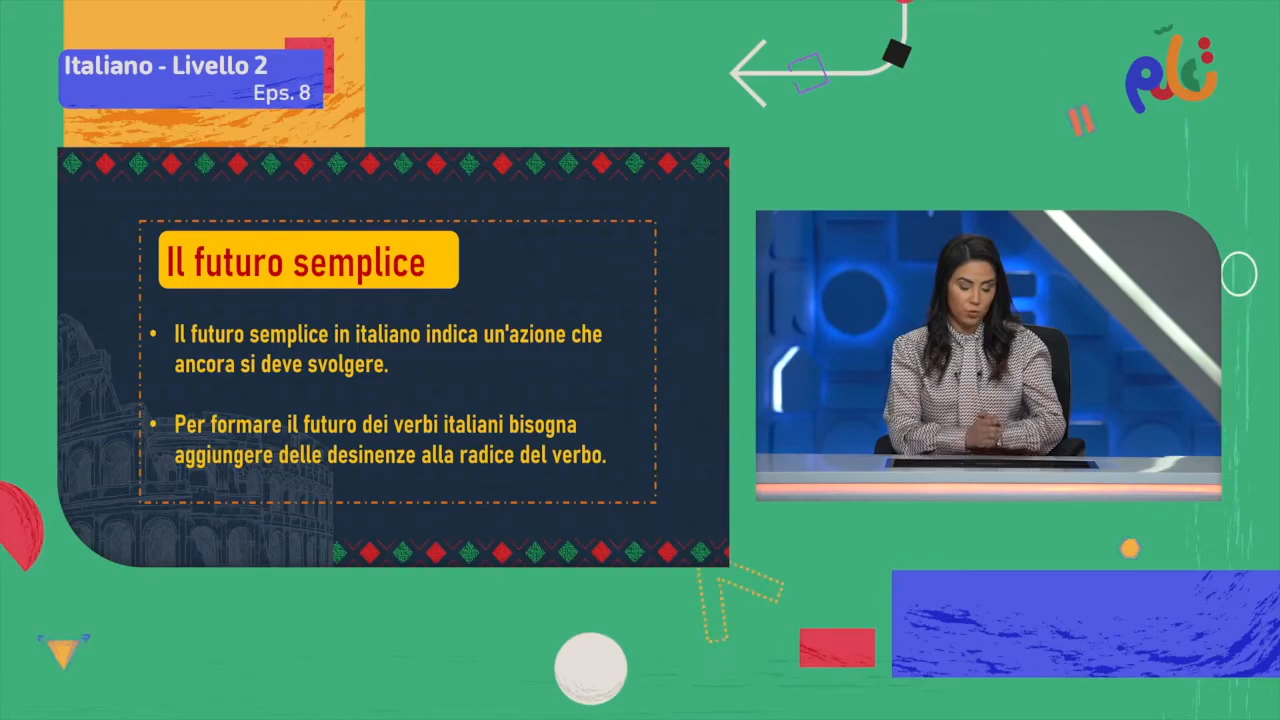 Italiano - Livello 2
Eps. 8
Il futuro semplice
• Il futuro semplice in italiano indica un'azione che
ancora si deve svolgere.
• Per formare il futuro dei verbi italiani bisogna
aggiungere delle desinenze alla radice del verbo.